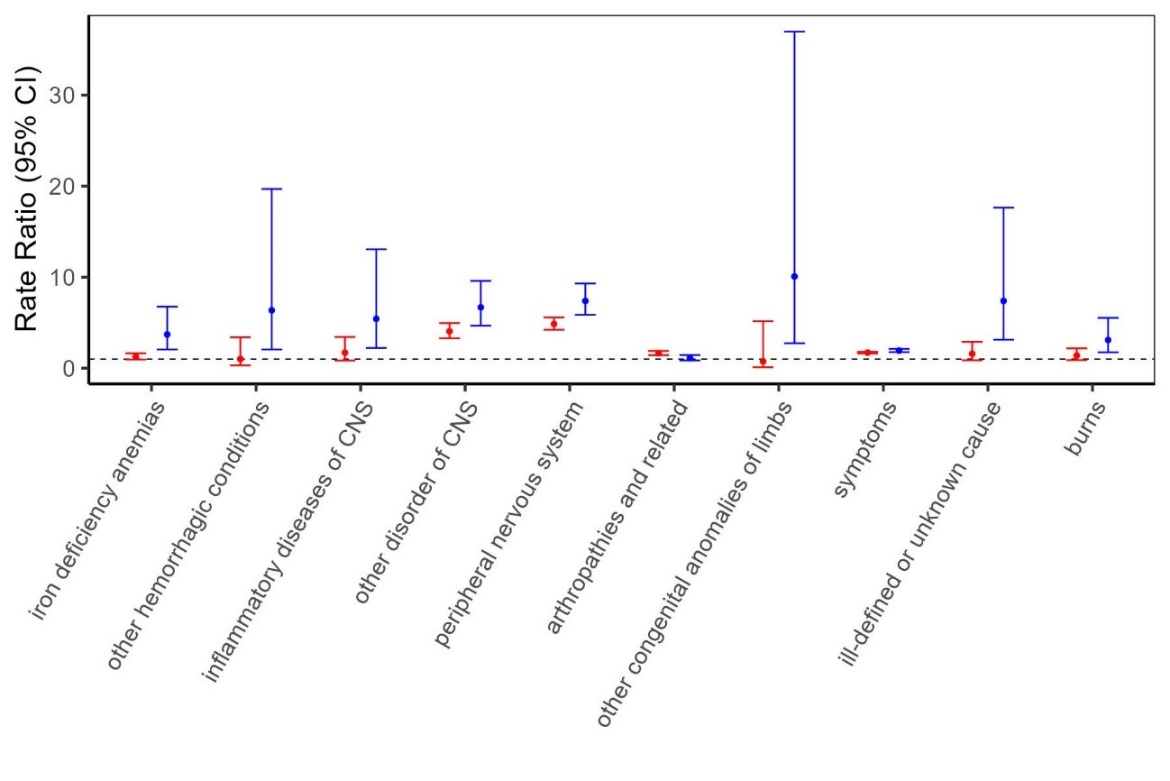 Rate Ratio (95% CI)
30
20
10
0
iron deficiency anemias
other hemorrhagic conditions
inflammatory diseases of CNS
other disorder of CNS
peripheral nervous system
arthropathies and related
other congenital anomalies of limbs
symptoms
ill-defined or unknown cause
burns